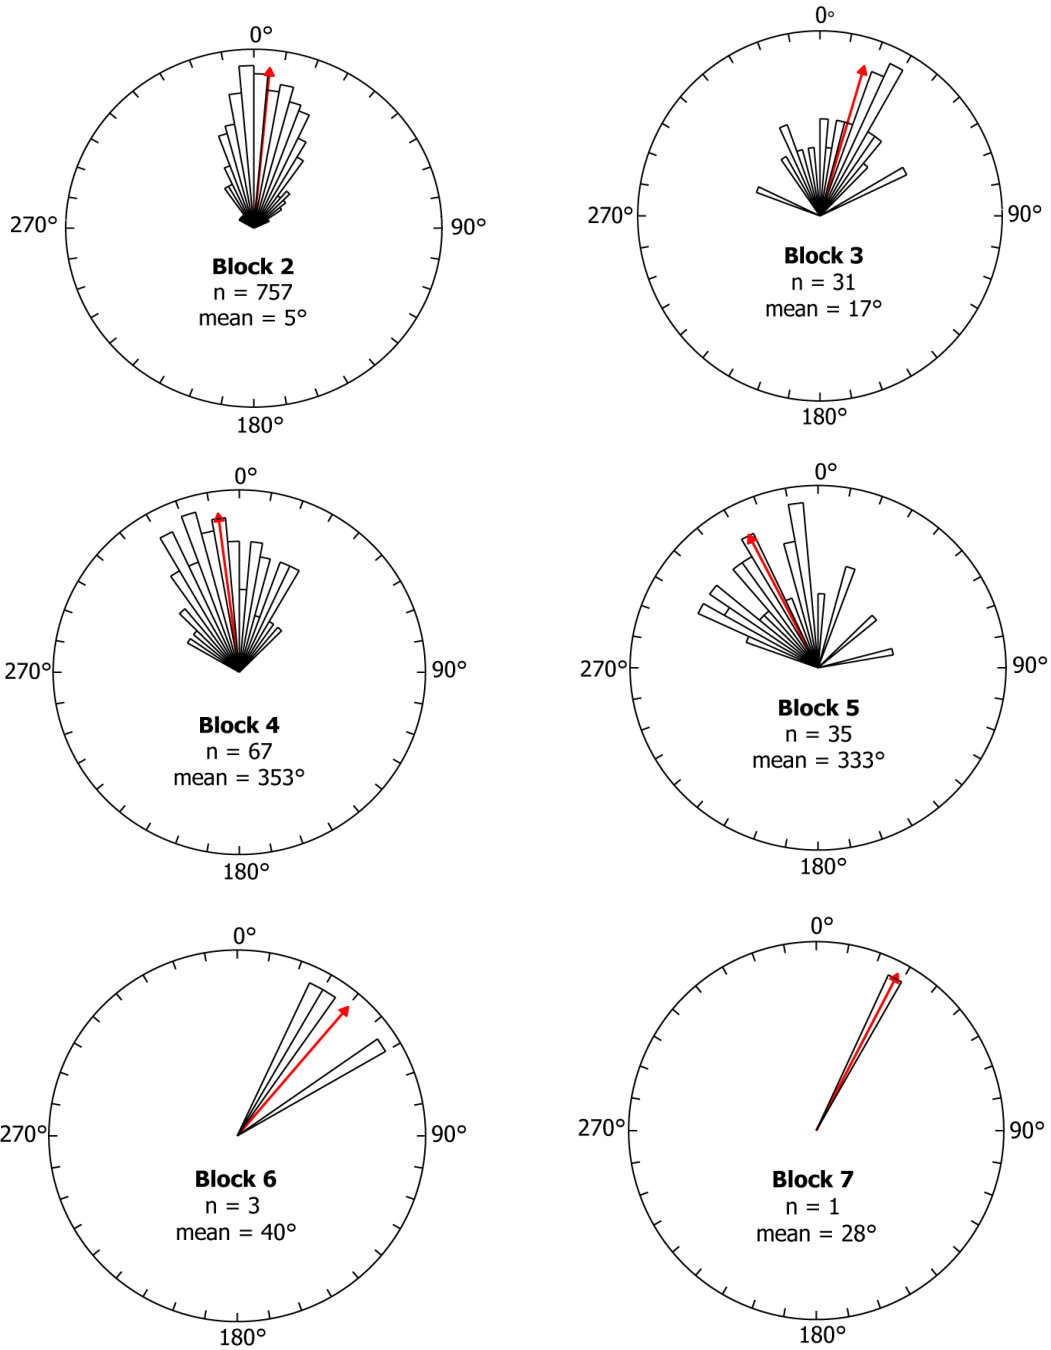 0°
270°
90°
Block 2
n = 757
mean = 5°
180°
0°
270°
90°
Block 3
n = 31
mean = 17°
180°
0°
270°
90°
Block 4
n = 67
mean = 353°
180°
0°
270°
90°
Block 5
n = 35
mean = 333°
180°
0°
270°
90°
Block 6
n = 3
mean = 40°
180°
0°
270°
90°
Block 7
n = 1
mean = 28°
180°